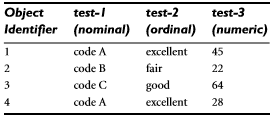 Object test-1 test-2 test-3
Identifier (nominal) (ordinal) (numeric)
1 code A excellent 45
2 code B fair 22
3 code C good 64
4 code A excellent 28